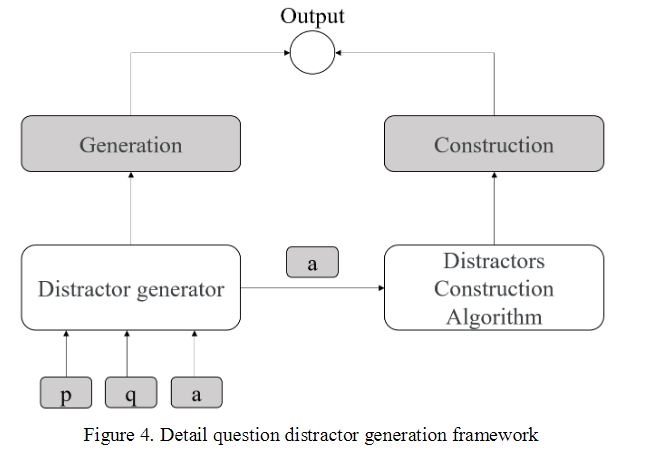 Output
Generation
Construction
a
Distractor generator
Distractors
Construction
Algorithm
p
q
a
Figure 4. Detail question distractor generation framework